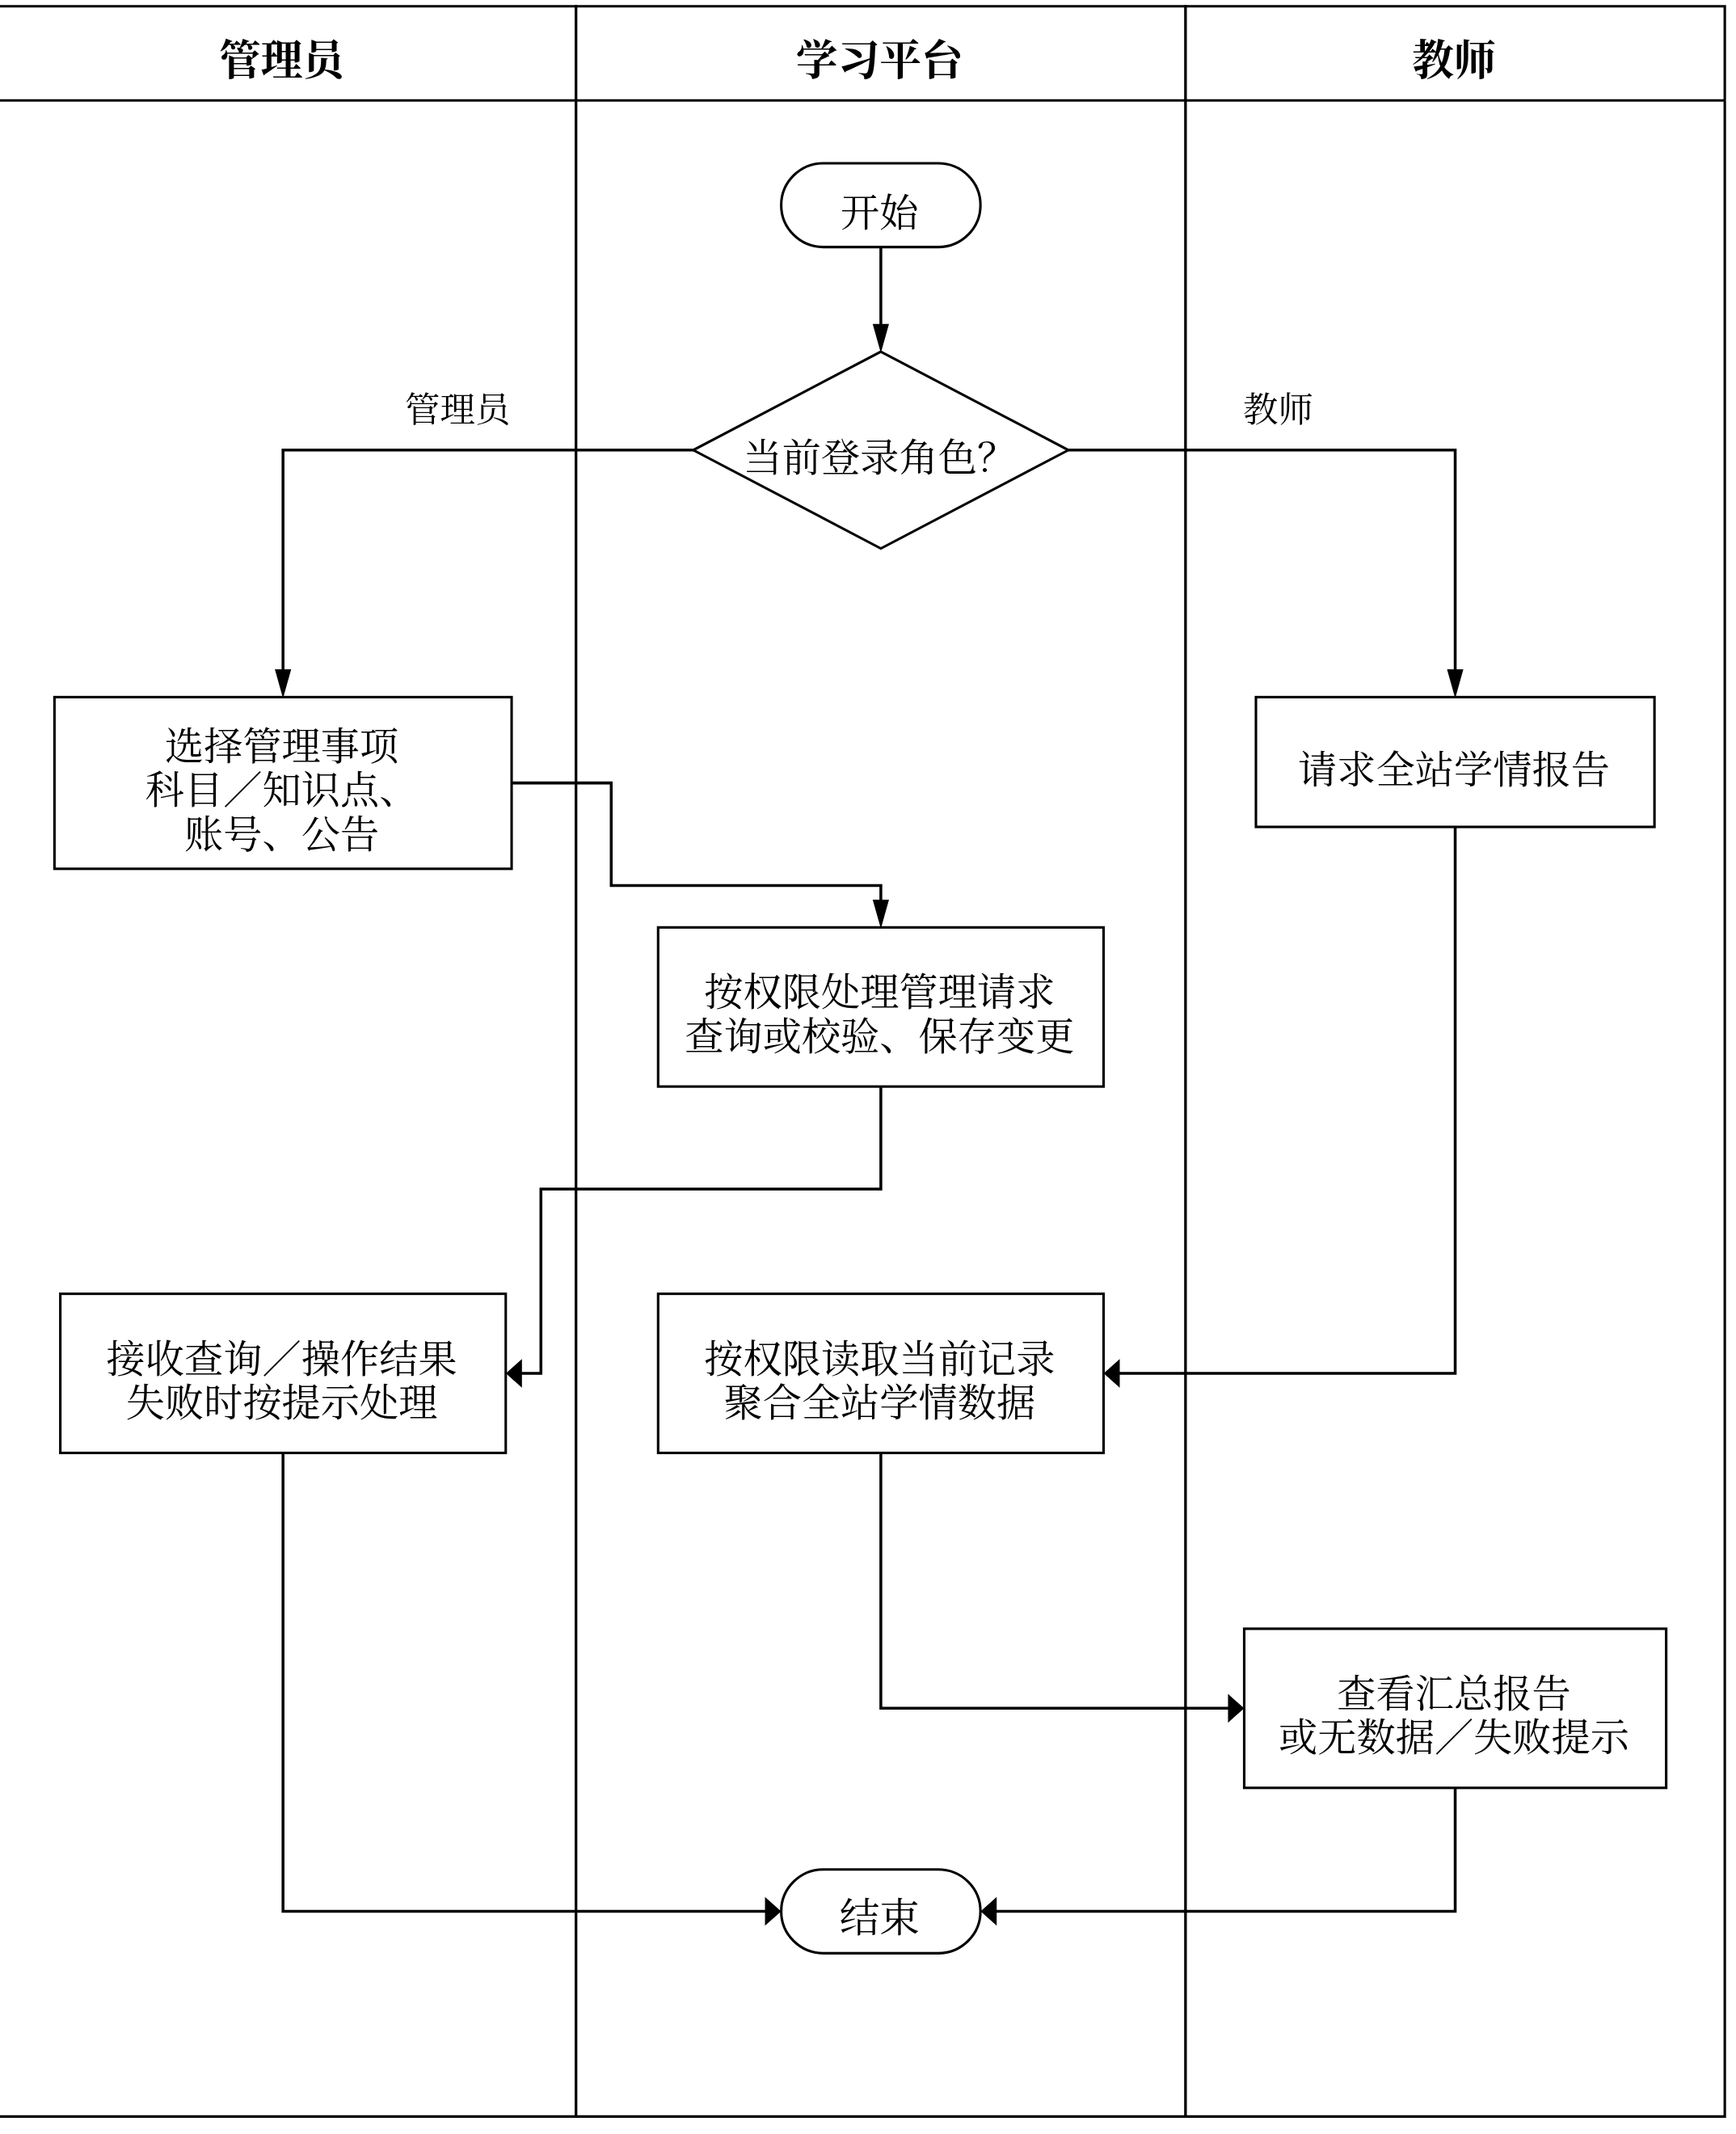 管理员
学习平台
教师
开始
管理员
教师
当前登录角色？
选择管理事项
科目／知识点、
账号、公告
请求全站学情报告
按权限处理管理请求
查询或校验、保存变更
接收查询／操作结果
失败时按提示处理
按权限读取当前记录
聚合全站学情数据
查看汇总报告
或无数据／失败提示
结束